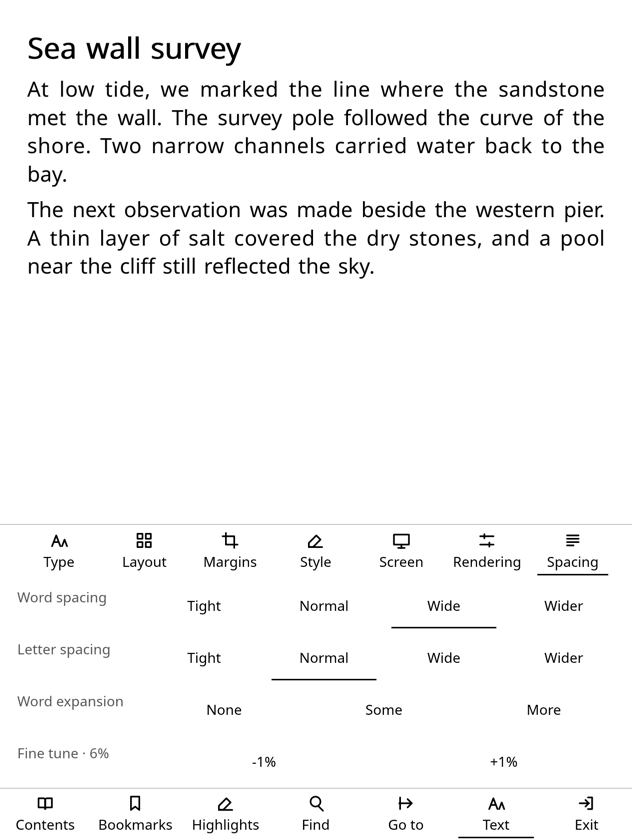 Sea wall survey
At low tide, we marked the line where the sandstone
met the wall. The survey pole followed the curve of the
shore. Two narrow channels carried water back to the
bay.
The next observation was made beside the western pier.
A thin layer of salt covered the dry stones, and a pool
near the cliff still reflected the sky.
Type Layout Margins Style Screen Rendering Spacing
Word spacing Tight Normal Wide Wider
Letter spacing Tight Normal Wide Wider
Word expansion None Some More
Fine tune · 6% -1% +1%
Contents Bookmarks Highlights Find Go to Text Exit